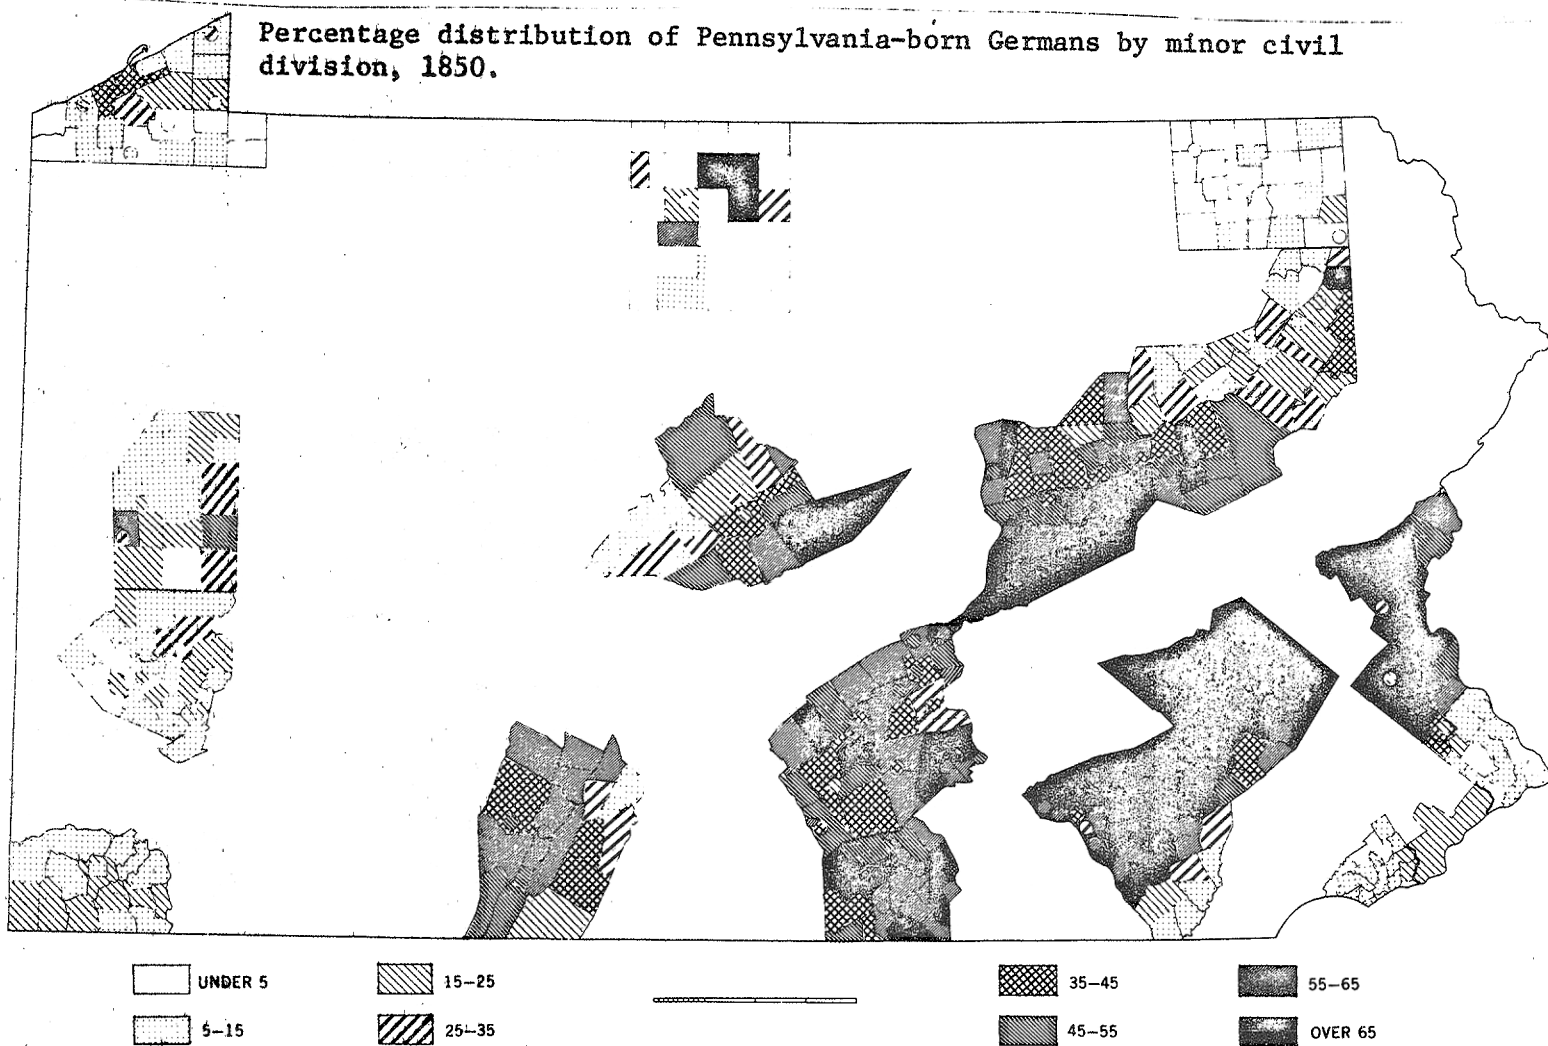 Percentage distribution of Pennsylvania-born Germans by minor civil
division, 1850.
UNDER 5
5-15
15-25
25-35
35-45
45-55
55-65
OVER 65